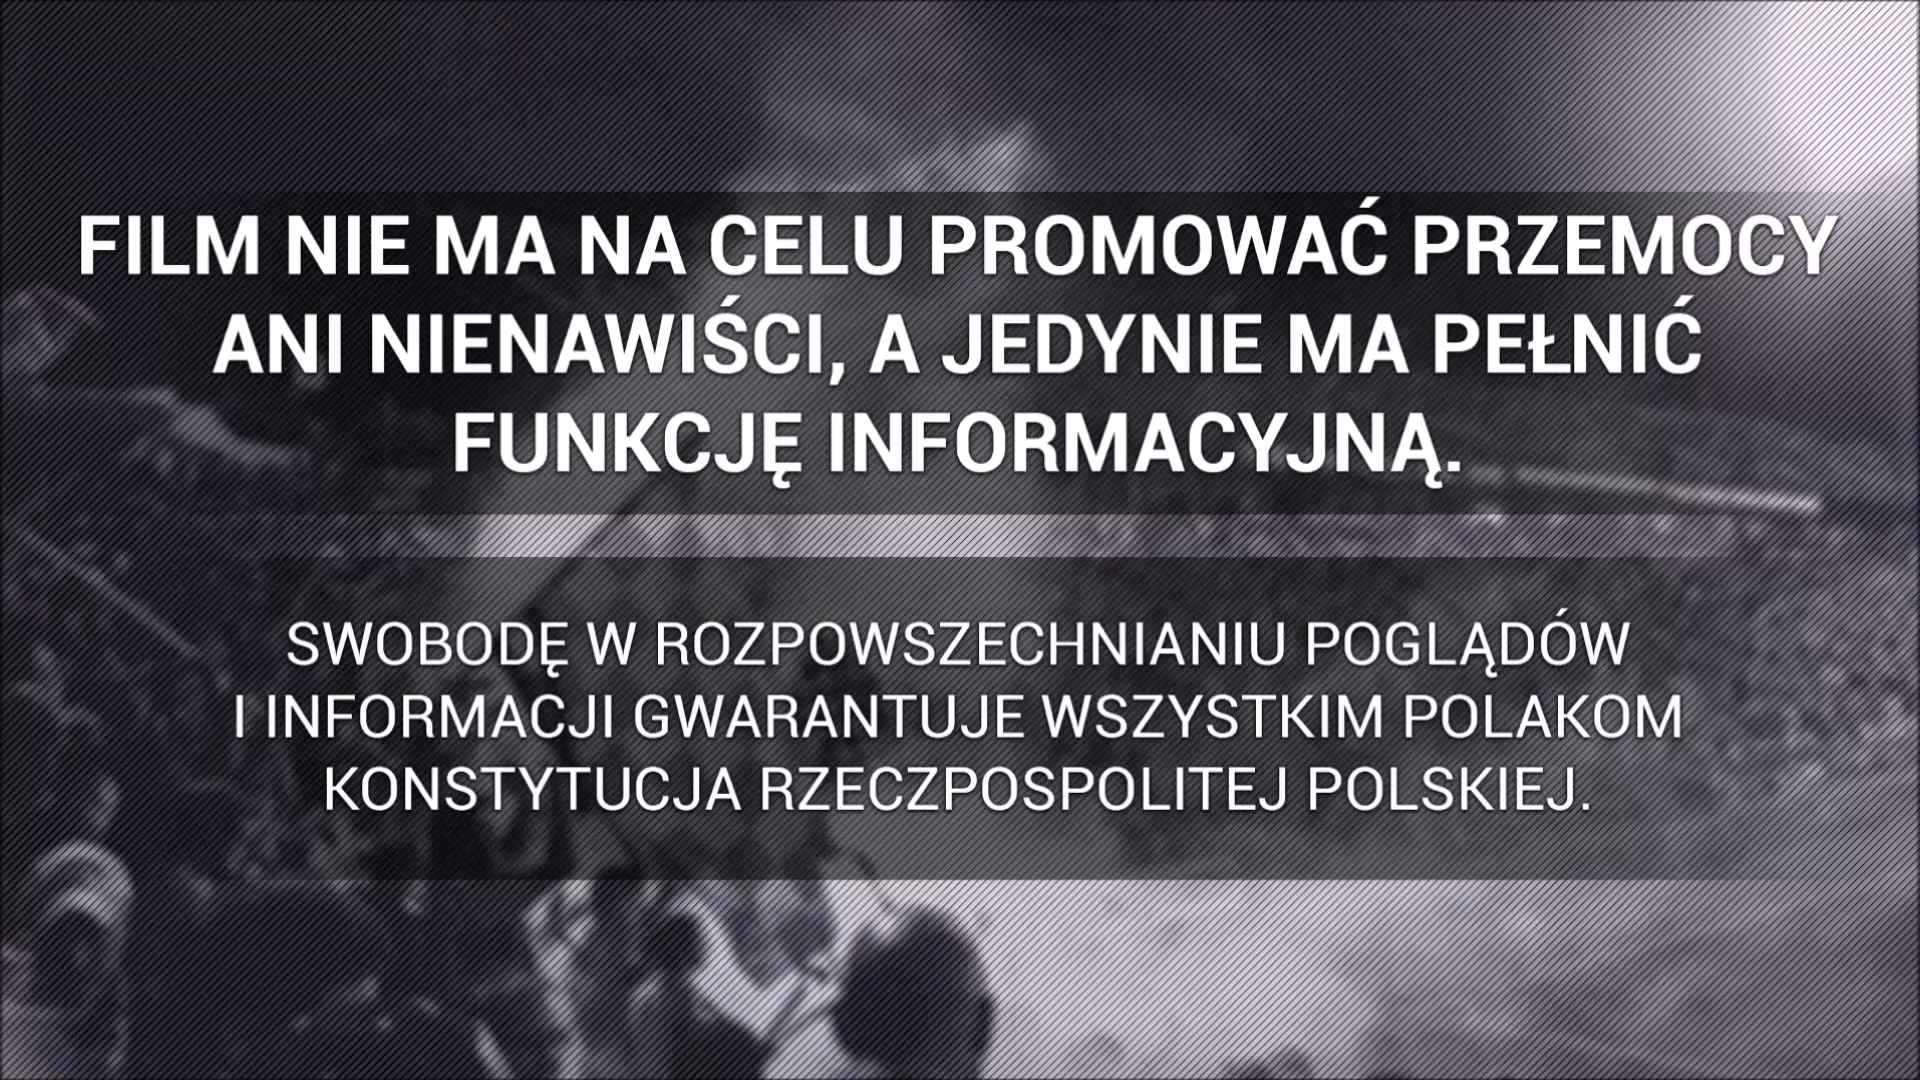 FILM NIE MA NA CELU PROMOWAĆ PRZEMOCY
ANI NIENAWIŚCI, A JEDYNIE MA PEŁNIĆ
FUNKCJĘ INFORMACYJNĄ.
SWOBODĘ W ROZPOWSZECHNIANIU POGLĄDÓW
I INFORMACJI GWARANTUJE WSZYSTKIM POLAKOM
KONSTYTUCJA RZECZPOSPOLITEJ POLSKIEJ.